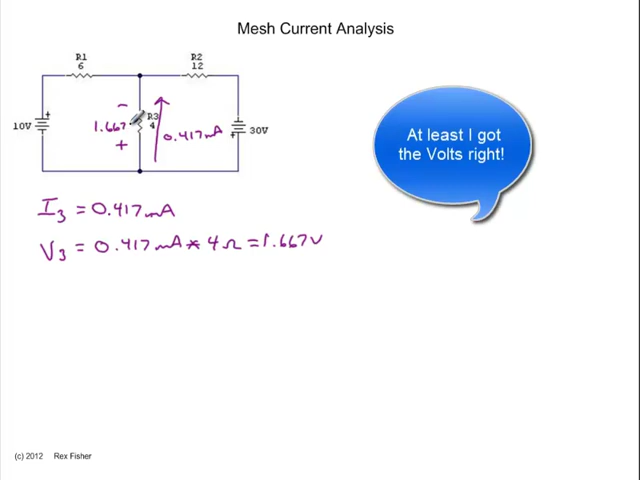 Mesh Current Analysis
R1
6
R2
12
10V
+
−
1.667
+
R3
4
0.417mA
+
30V
At least I got
the Volts right!
I3 = 0.417mA
V3 = 0.417mA * 4Ω = 1.667V
(c) 2012 Rex Fisher